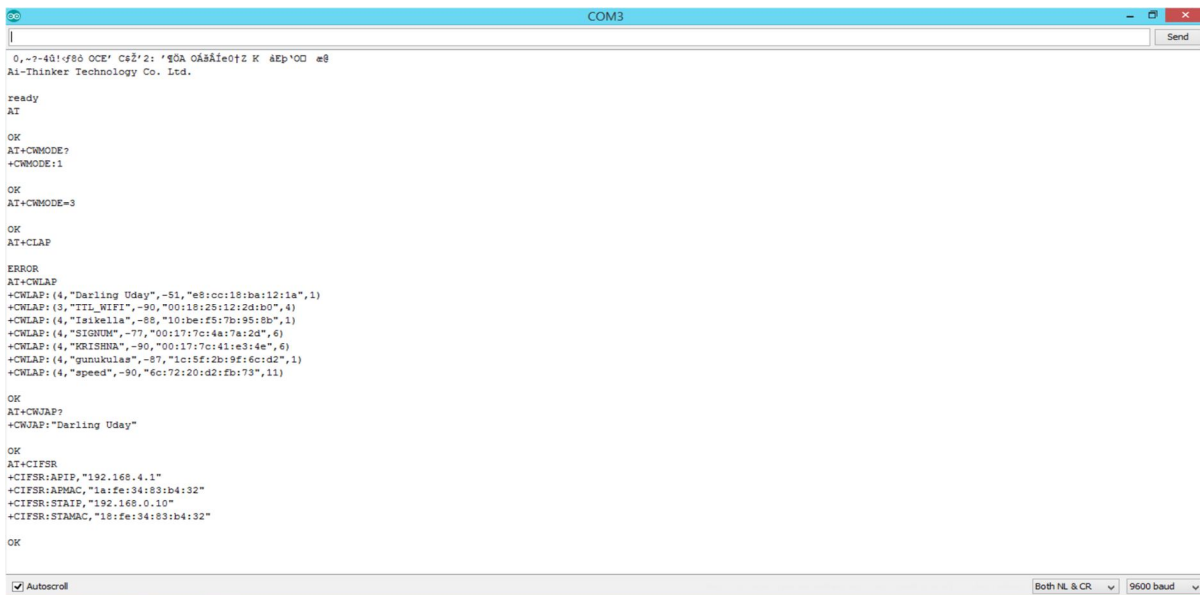 COM3
Send
Ai-Thinker Technology Co. Ltd.
ready
AT
OK
AT+CWMODE?
+CWMODE:1
OK
AT+CWMODE=3
OK
AT+CLAP
ERROR
AT+CWLAP
+CWLAP:(4,"Darling Uday",-51,"e8:cc:18:ba:12:1a",1)
+CWLAP:(3,"TTL_WIFI",-90,"00:18:25:12:2d:b0",4)
+CWLAP:(4,"Isikella",-88,"10:be:f5:7b:95:8b",1)
+CWLAP:(4,"SIGNUM",-77,"00:17:7c:4a:7a:2d",6)
+CWLAP:(4,"KRISHNA",-90,"00:17:7c:41:e3:4e",6)
+CWLAP:(4,"gunukulas",-87,"1c:5f:2b:9f:6c:d2",1)
+CWLAP:(4,"speed",-90,"6c:72:20:d2:fb:73",11)
OK
AT+CWJAP?
+CWJAP:"Darling Uday"
OK
AT+CIFSR
+CIFSR:APIP,"192.168.4.1"
+CIFSR:APMAC,"1a:fe:34:83:b4:32"
+CIFSR:STAIP,"192.168.0.10"
+CIFSR:STAMAC,"18:fe:34:83:b4:32"
OK
Autoscroll
Both NL & CR
9600 baud